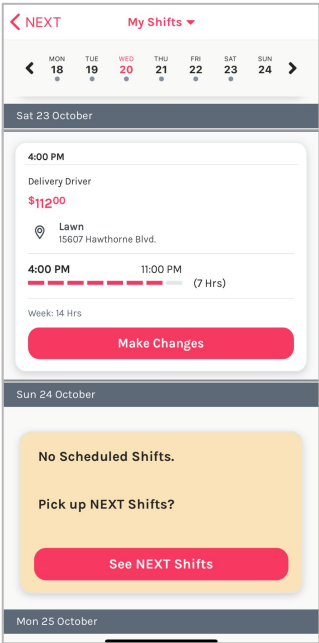 NEXT My Shifts
MON TUE WED THU FRI SAT SUN
18 19 20 21 22 23 24
Sat 23 October
4:00 PM
Delivery Driver
$11200
Lawn
15607 Hawthorne Blvd.
4:00 PM 11:00 PM
(7 Hrs)
Week: 14 Hrs
Make Changes
Sun 24 October
No Scheduled Shifts.
Pick up NEXT Shifts?
See NEXT Shifts
Mon 25 October